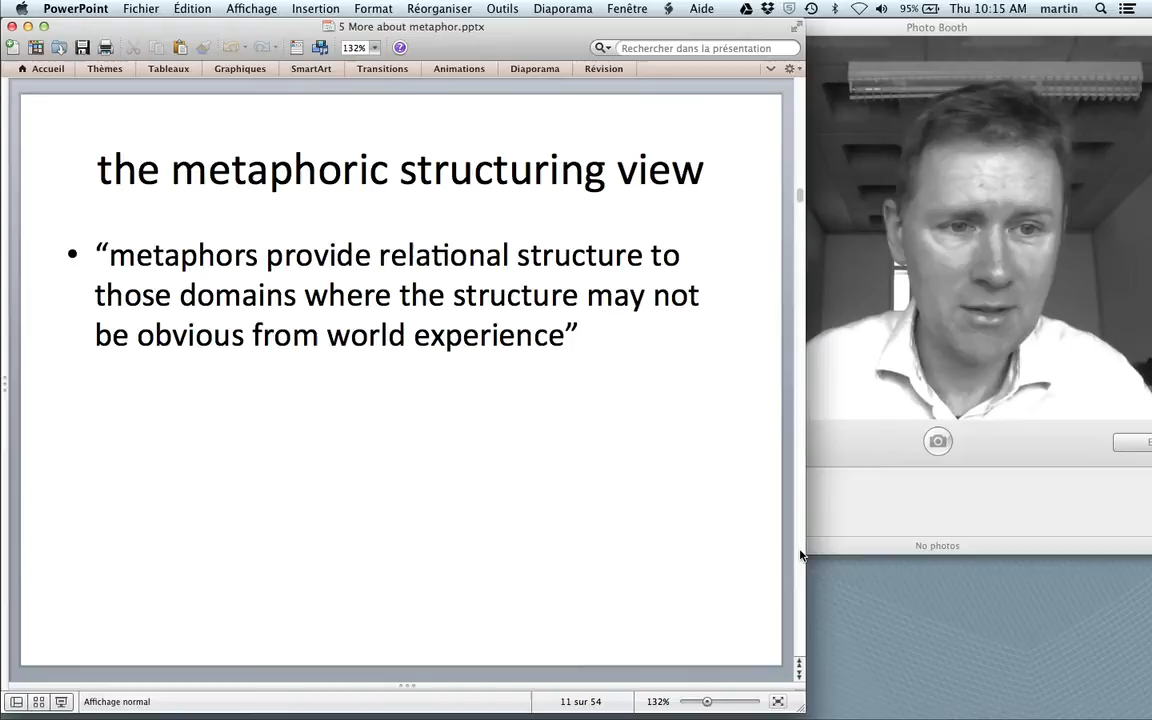 PowerPoint Fichier Édition Affichage Insertion Format Réorganiser Outils Diaporama Fenêtre Aide 95% Thu 10:15 AM martin
5 More about metaphor.pptx
Photo Booth
132% Rechercher dans la présentation
Accueil Thèmes Tableaux Graphiques SmartArt Transitions Animations Diaporama Révision
the metaphoric structuring view
• “metaphors provide relational structure to
those domains where the structure may not
be obvious from world experience”
No photos
Affichage normal 11 sur 54 132%